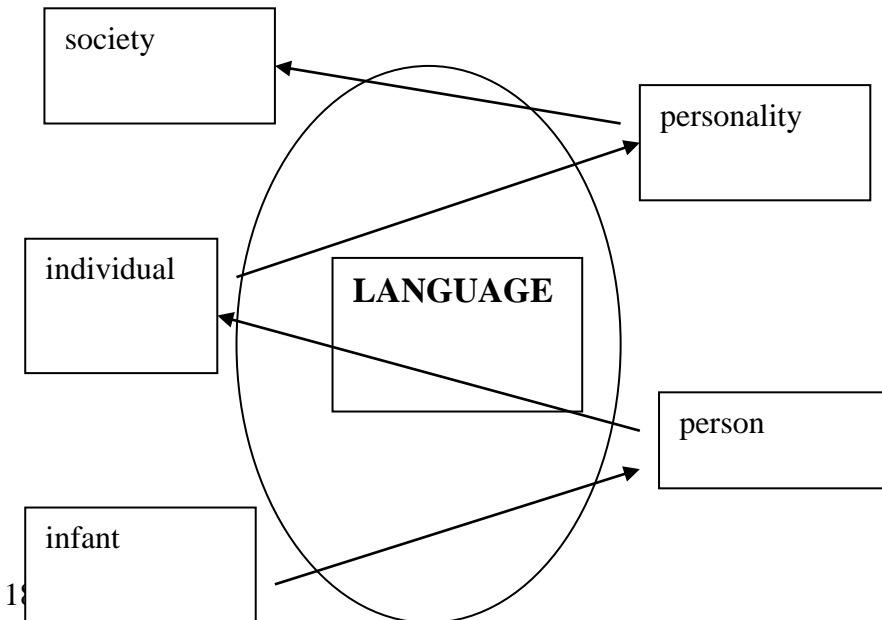 society
personality
individual
LANGUAGE
person
infant